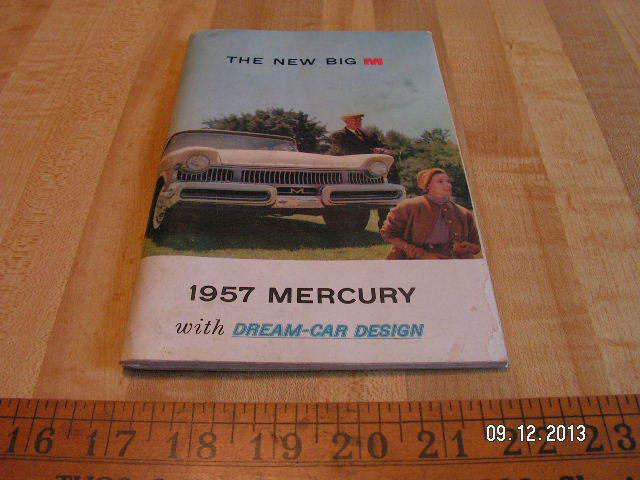 THE NEW BIG M
M
1957 MERCURY
with DREAM-CAR DESIGN
16 17 18 19 20 21 22 23
09.12.2013